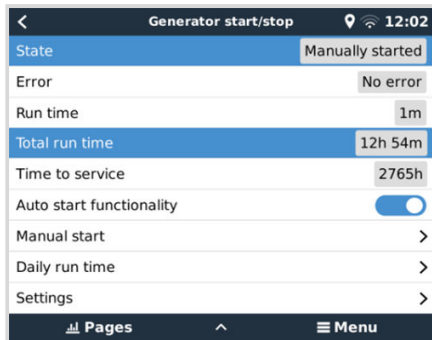 Generator start/stop 12:02
State Manually started
Error No error
Run time 1m
Total run time 12h 54m
Time to service 2765h
Auto start functionality
Manual start
Daily run time
Settings
Pages Menu